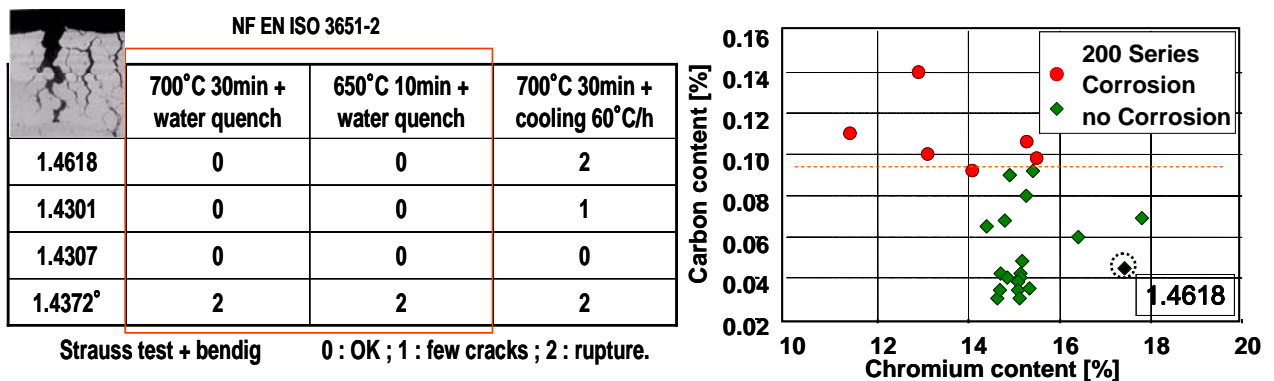 NF EN ISO 3651-2
700°C 30min + 650°C 10min + 700°C 30min +
water quench water quench cooling 60°C/h
1.4618 0 0 2
1.4301 0 0 1
1.4307 0 0 0
1.4372° 2 2 2
Strauss test + bendig 0 : OK ; 1 : few cracks ; 2 : rupture.
Carbon content [%]
0.16
0.14
0.12
0.10
0.08
0.06
0.04
0.02
200 Series
Corrosion
no Corrosion
1.4618
10 12 14 16 18 20
Chromium content [%]